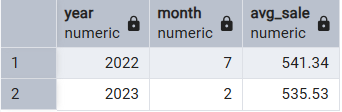 year month avg_sale
numeric numeric numeric
1 2022 7 541.34
2 2023 2 535.53